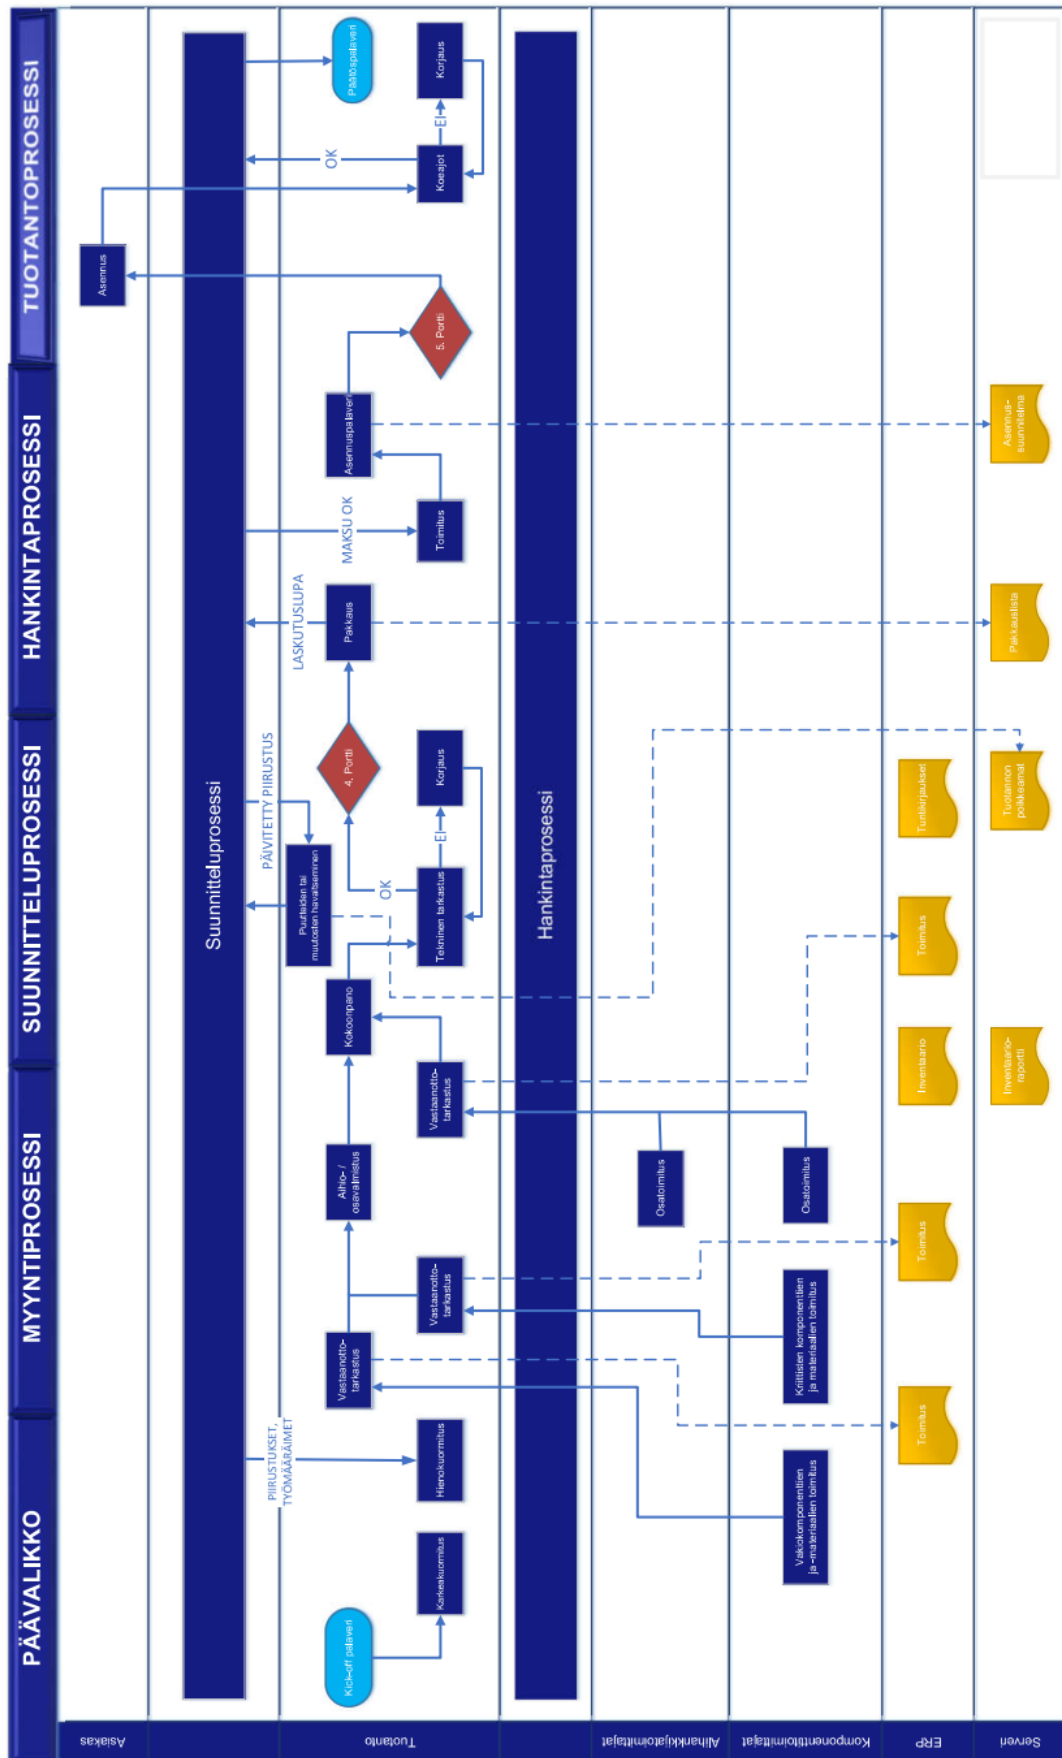 PÄÄVALIKKO
MYYNTIPROSESSI
SUUNNITTELUPROSESSI
HANKINTAPROSESSI
TUOTANTOPROSESSI
Asiakas
Asennus
Suunnitteluprosessi
Tuotanto
Kick-off palaveri
Karkeakuormitus
PIIRUSTUKSET,
TYÖMÄÄRÄIMET
Hienokuormitus
Vastaanotto-
tarkastus
Vastaanotto-
tarkastus
Aihio- /
osavalmistus
Vastaanotto-
tarkastus
Kokoonpano
Puutteiden tai
muutosten havaitseminen
PÄIVITETTY PIIRUSTUS
Tekninen tarkastus
OK
EI
Korjaus
4. Portti
LASKUTUSLUPA
Pakkaus
MAKSU OK
Toimitus
Asennuspalaveri
5. Portti
Koeajot
OK
EI
Korjaus
Päätöspalaveri
Hankintaprosessi
Alihankkijatoimittajat
Osatoimitus
Komponenttitoimittajat
Vakiokomponenttien
ja -materiaalien toimitus
Kriittisten komponenttien
ja materiaalien toimitus
Osatoimitus
ERP
Toimitus
Toimitus
Inventaario
Toimitus
Tuntikirjaukset
Serveri
Inventaario-
raportti
Tuotannon
poikkeamat
Pakkauslista
Asennus-
suunnitelma